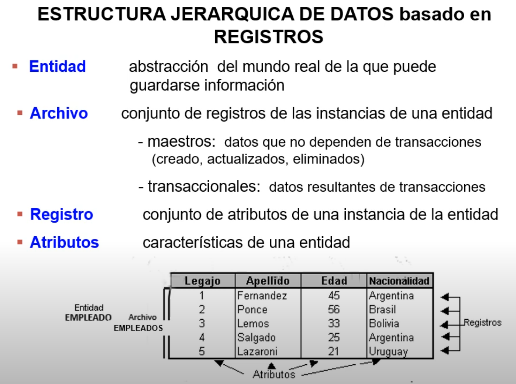 ESTRUCTURA JERARQUICA DE DATOS basado en
REGISTROS
▪ Entidad abstracción del mundo real de la que puede
guardarse información
▪ Archivo conjunto de registros de las instancias de una entidad
- maestros: datos que no dependen de transacciones
(creado, actualizados, eliminados)
- transaccionales: datos resultantes de transacciones
▪ Registro conjunto de atributos de una instancia de la entidad
▪ Atributos características de una entidad
Legajo Apellido Edad Nacionalidad
1 Fernandez 45 Argentina
2 Ponce 56 Brasil
3 Lemos 33 Bolivia
4 Salgado 25 Argentina
5 Lazaroni 21 Uruguay
Entidad
EMPLEADO
Archivo
EMPLEADOS
Registros
Atributos